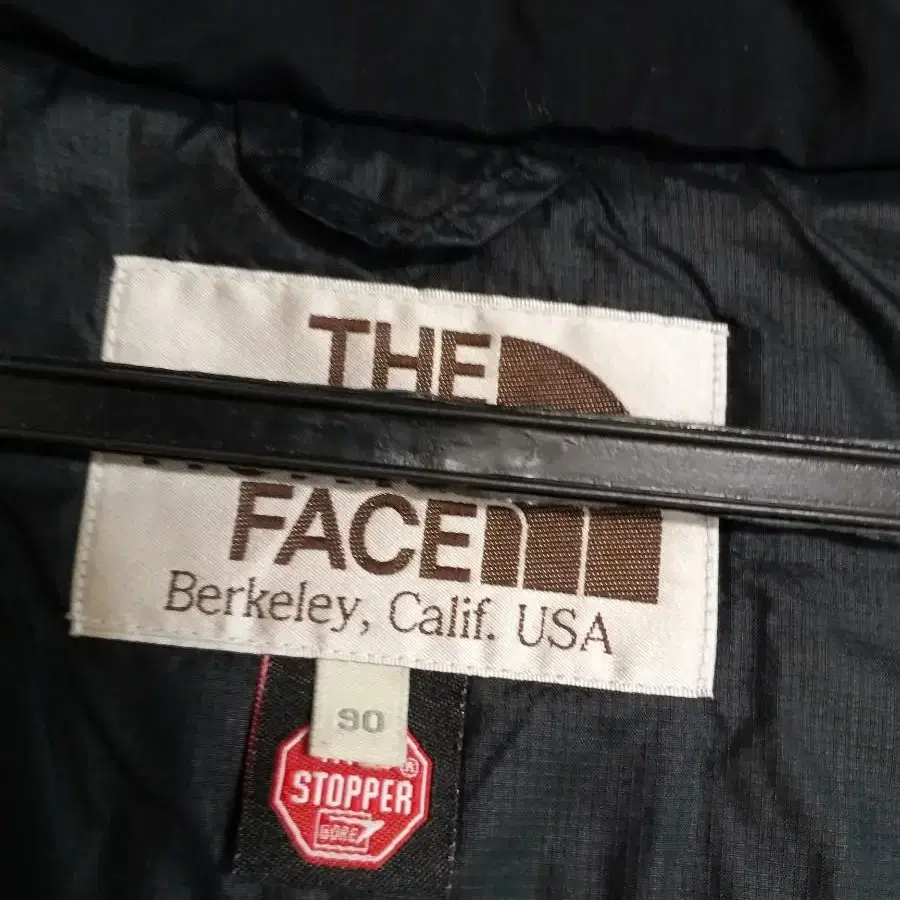 THE
FACE
Berkeley, Calif. USA
90
STOPPER
GORE